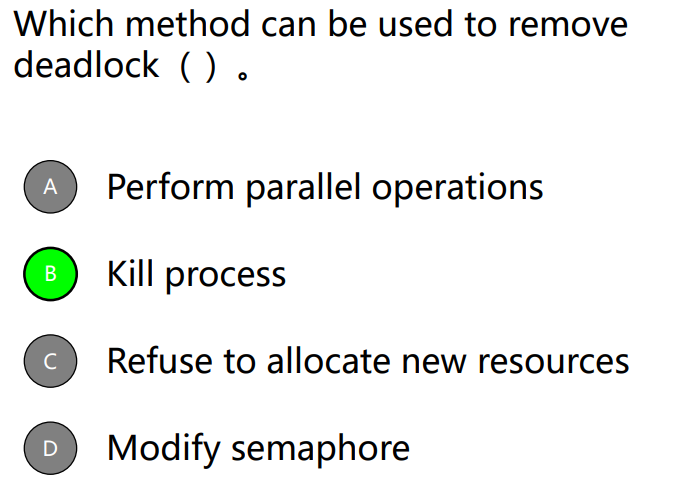 Which method can be used to remove
deadlock（ ）。
A Perform parallel operations
B Kill process
C Refuse to allocate new resources
D Modify semaphore